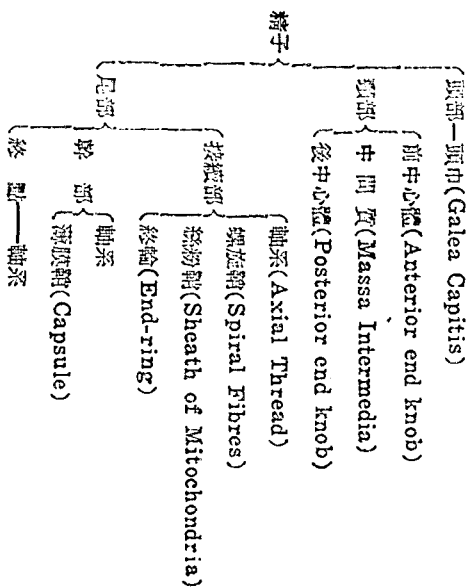 精子
頭部—頭巾(Galea Capitis)
頸部
前中心體(Anterior end knob)
中間質(Massa Intermedia)
後中心體(Posterior end knob)
尾部
接續部
軸系(Axial Thread)
螺旋鞘(Spiral Fibres)
鞘(Sheath of Mitochondria)
終輪(End-ring)
幹部
軸系
薄膜鞘(Capsule)
終點—軸系